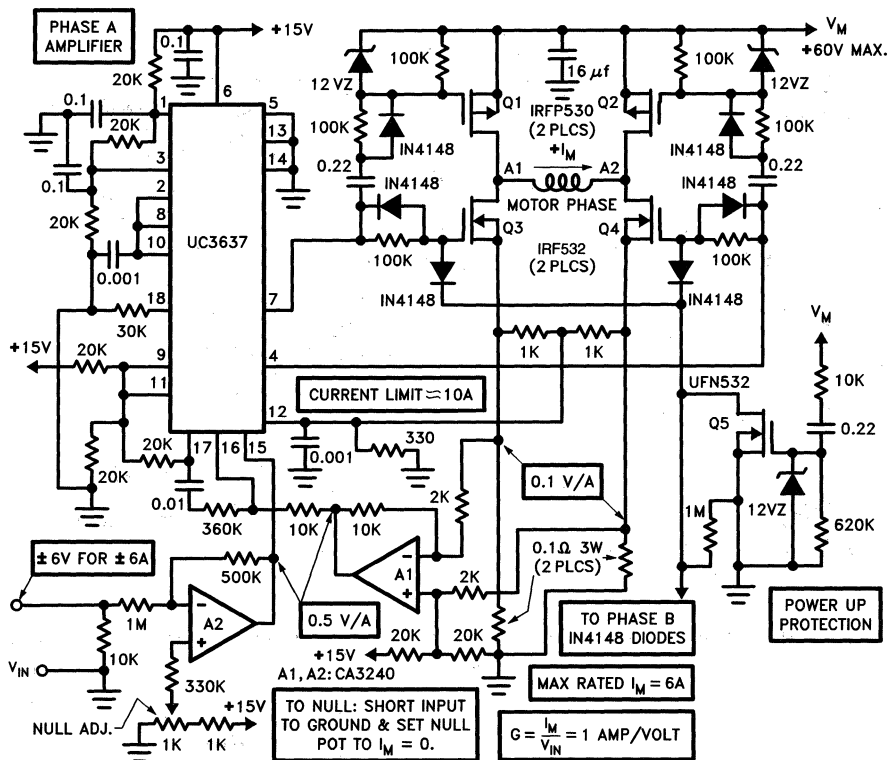 PHASE A
AMPLIFIER
0.1
+15V
20K
6
0.1
1
20K
3
0.1
2
20K
8
10
0.001
18
30K
UC3637
5
13
14
7
4
12
+15V
20K
9
11
17
16
15
20K
20K
0.01
360K
10K
10K
CURRENT LIMIT ≈ 10A
0.001
330
2K
12VZ
100K
16 µf
100K
12VZ
V_M
+60V MAX.
Q1
Q2
IRFP530
(2 PLCS)
100K
IN4148
100K
IN4148
0.22
0.22
+I_M
A1
A2
MOTOR PHASE
IN4148
IN4148
Q3
Q4
IRF532
(2 PLCS)
100K
100K
IN4148
IN4148
1K
1K
V_M
10K
UFN532
Q5
0.22
12VZ
1M
620K
0.1 V/A
0.1Ω 3W
(2 PLCS)
±6V FOR ±6A
500K
1M
A2
-
+
0.5 V/A
A1
-
+
2K
10K
V_IN
330K
+15V
20K
20K
A1, A2: CA3240
NULL ADJ.
1K
1K
+15V
TO NULL: SHORT INPUT
TO GROUND & SET NULL
POT TO I_M = 0.
TO PHASE B
IN4148 DIODES
POWER UP
PROTECTION
MAX RATED I_M = 6A
G = I_M/V_IN = 1 AMP/VOLT